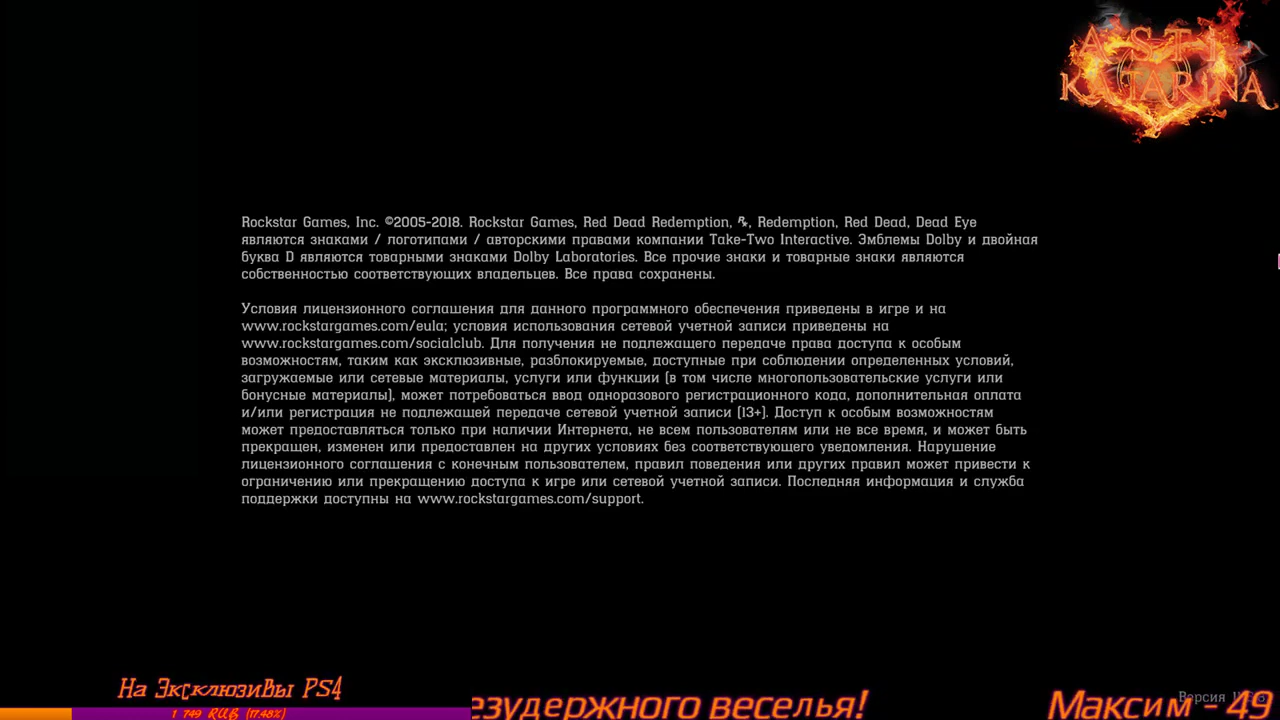 ASTI
KATARINA
Rockstar Games, Inc. ©2005-2018. Rockstar Games, Red Dead Redemption, R*, Redemption, Red Dead, Dead Eye
являются знаками / логотипами / авторскими правами компании Take-Two Interactive. Эмблемы Dolby и двойная
буква D являются товарными знаками Dolby Laboratories. Все прочие знаки и товарные знаки являются
собственностью соответствующих владельцев. Все права сохранены.
Условия лицензионного соглашения для данного программного обеспечения приведены в игре и на
www.rockstargames.com/eula; условия использования сетевой учетной записи приведены на
www.rockstargames.com/socialclub. Для получения не подлежащего передаче права доступа к особым
возможностям, таким как эксклюзивные, разблокируемые, доступные при соблюдении определенных условий,
загружаемые или сетевые материалы, услуги или функции (в том числе многопользовательские услуги или
бонусные материалы), может потребоваться ввод одноразового регистрационного кода, дополнительная оплата
и/или регистрация не подлежащей передаче сетевой учетной записи (13+). Доступ к особым возможностям
может предоставляться только при наличии Интернета, не всем пользователям или не все время, и может быть
прекращен, изменен или предоставлен на других условиях без соответствующего уведомления. Нарушение
лицензионного соглашения с конечным пользователем, правил поведения или других правил может привести к
ограничению или прекращению доступа к игре или сетевой учетной записи. Последняя информация и служба
поддержки доступны на www.rockstargames.com/support.
На Эксклюзивы PS4
1 749 RUB (17.48%)
езудержного веселья!
Максим - 49
Версия